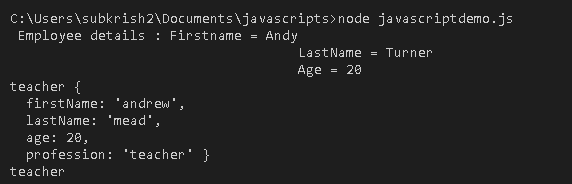 C:\Users\subkrish2\Documents\javascripts>node javascriptdemo.js
Employee details : Firstname = Andy
LastName = Turner
Age = 20
teacher {
firstName: 'andrew',
lastName: 'mead',
age: 20,
profession: 'teacher' }
teacher